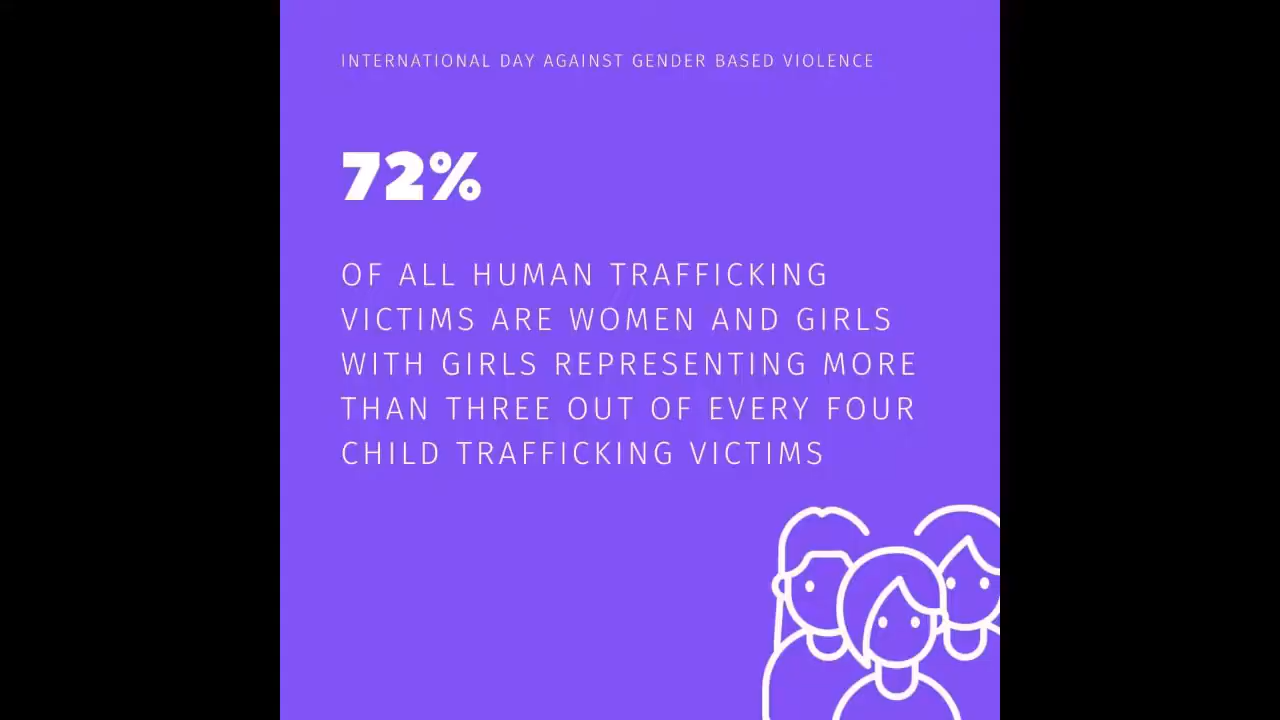 INTERNATIONAL DAY AGAINST GENDER BASED VIOLENCE
72%
OF ALL HUMAN TRAFFICKING
VICTIMS ARE WOMEN AND GIRLS
WITH GIRLS REPRESENTING MORE
THAN THREE OUT OF EVERY FOUR
CHILD TRAFFICKING VICTIMS